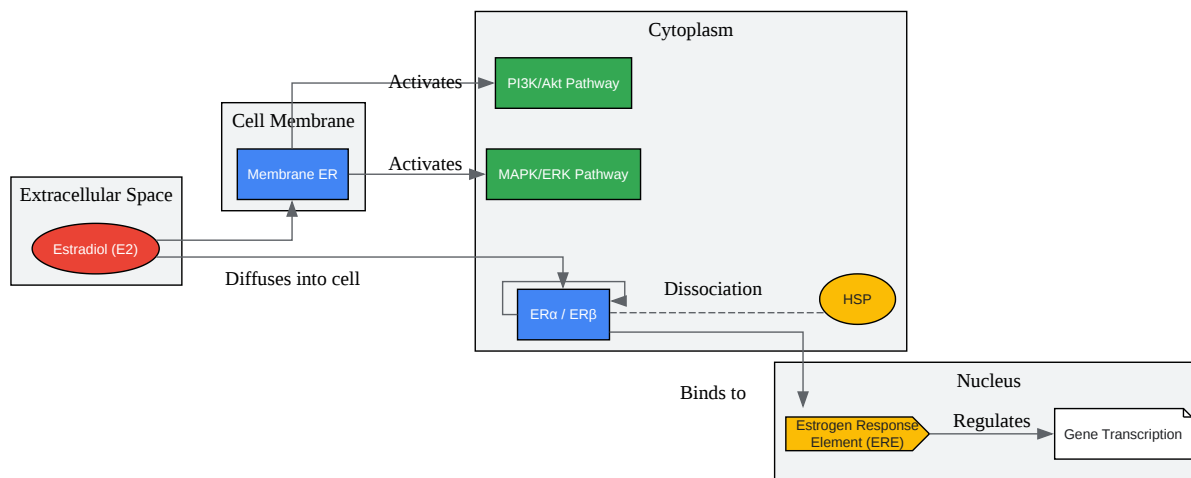 Cytoplasm
Activates
PI3K/Akt Pathway
Cell Membrane
Membrane ER
Activates
MAPK/ERK Pathway
Extracellular Space
Estradiol (E2)
Diffuses into cell
Dissociation
HSP
ERα / ERβ
Binds to
Nucleus
Estrogen Response
Element (ERE)
Regulates
Gene Transcription